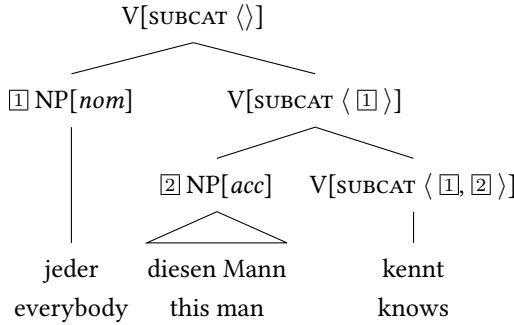 V[SUBCAT ⟨⟩]
1 NP[nom] V[SUBCAT ⟨ 1 ⟩]
2 NP[acc] V[SUBCAT ⟨ 1, 2 ⟩]
jeder diesen Mann kennt
everybody this man knows